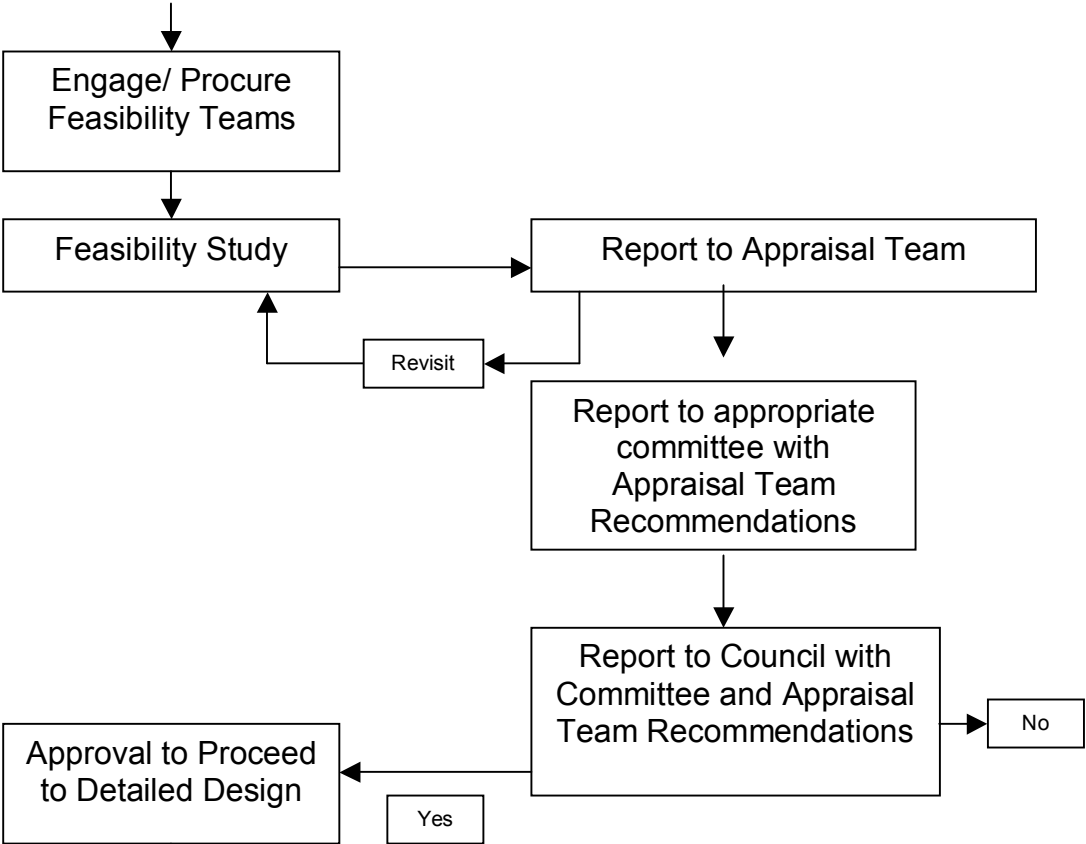 Engage/ Procure
Feasibility Teams
Feasibility Study
Report to Appraisal Team
Revisit
Report to appropriate
committee with
Appraisal Team
Recommendations
Report to Council with
Committee and Appraisal
Team Recommendations
No
Approval to Proceed
to Detailed Design
Yes